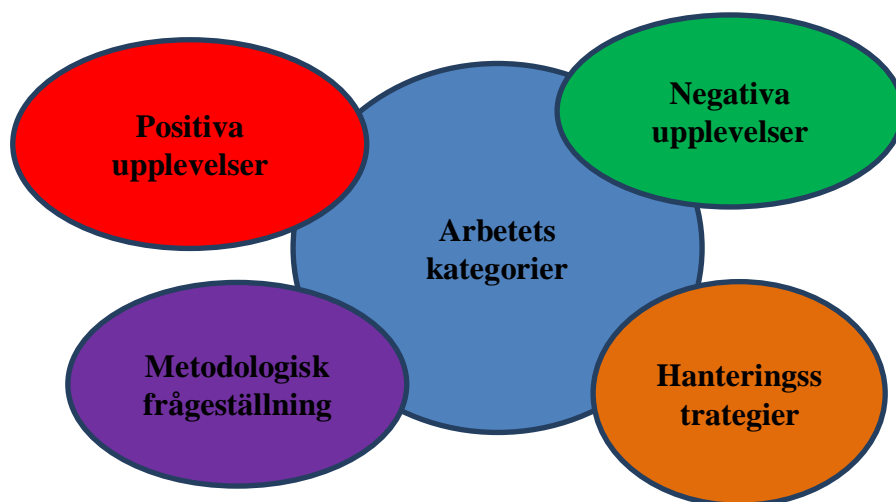 Positiva
upplevelser
Negativa
upplevelser
Arbetets
kategorier
Metodologisk
frågeställning
Hanteringss
trategier